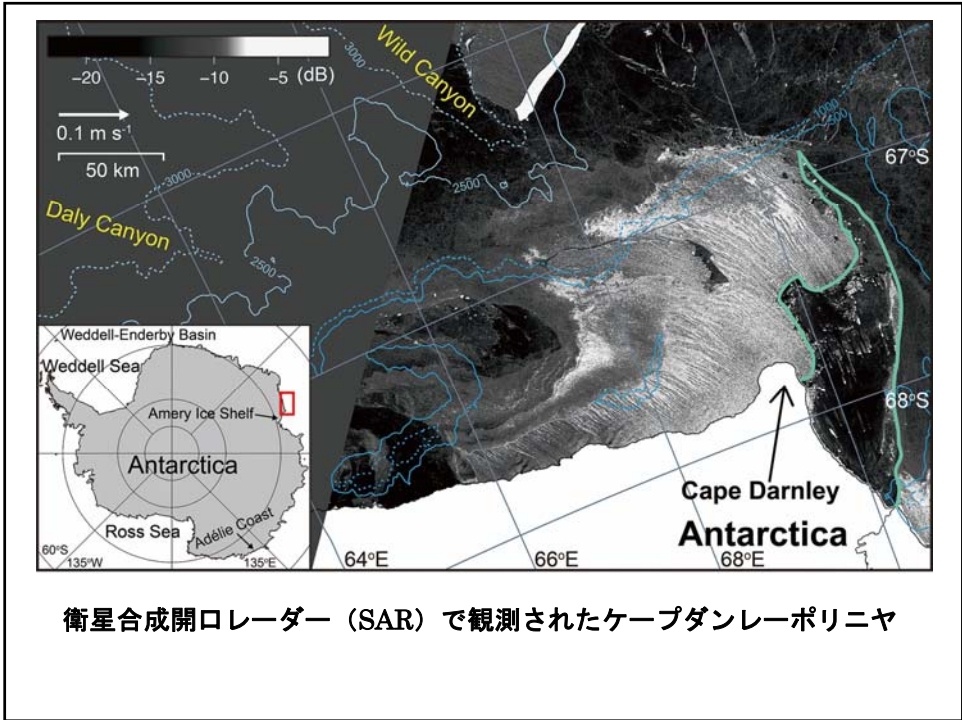 −20 −15 −10 −5 (dB)
0.1 m s⁻¹
50 km
Daly Canyon
Wild Canyon
3000
3000
2500
2500
1000
67°S
68°S
Cape Darnley
Antarctica
64°E 66°E 68°E
Weddell-Enderby Basin
Weddell Sea
Amery Ice Shelf
Antarctica
Ross Sea
Adélie Coast
60°S
135°W
135°E
衛星合成開口レーダー（SAR）で観測されたケープダンレーポリニヤ